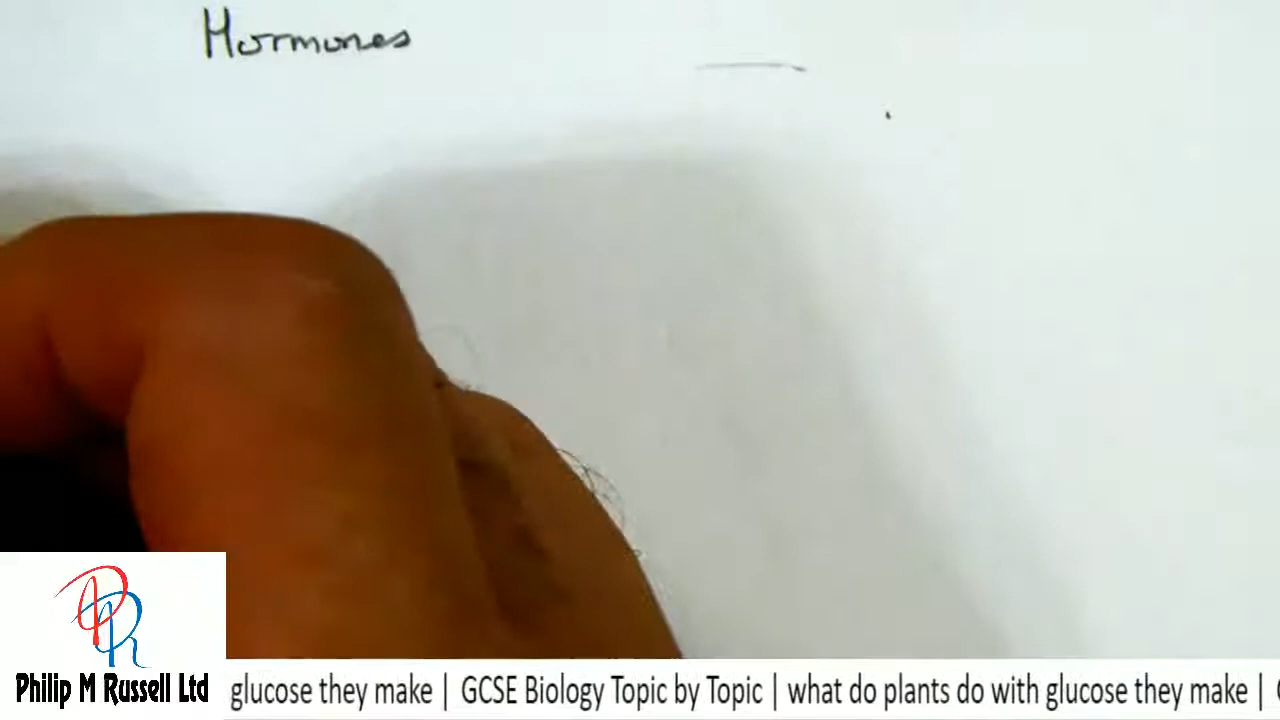 Hormones
Philip M Russell Ltd
glucose they make | GCSE Biology Topic by Topic | what do plants do with glucose they make |